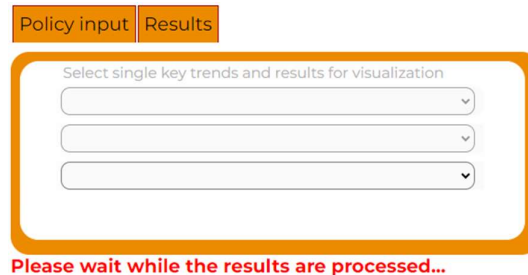 Policy input
Results
Select single key trends and results for visualization
Please wait while the results are processed...